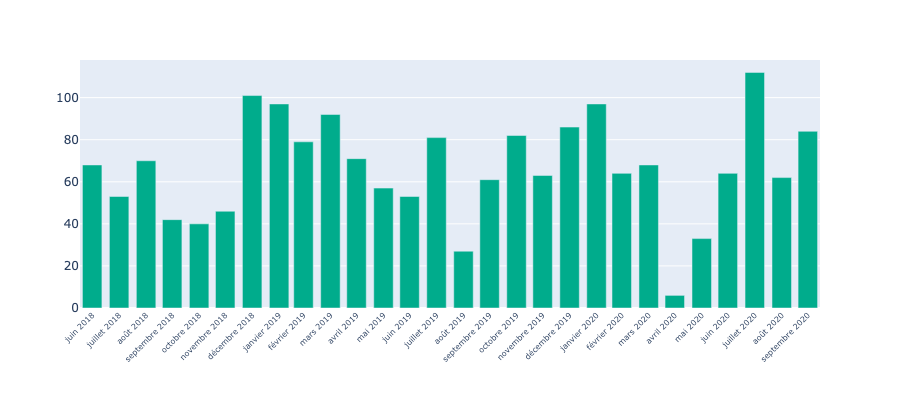 100
80
60
40
20
0
juin 2018
juillet 2018
août 2018
septembre 2018
octobre 2018
novembre 2018
décembre 2018
janvier 2019
février 2019
mars 2019
avril 2019
mai 2019
juin 2019
juillet 2019
août 2019
septembre 2019
octobre 2019
novembre 2019
décembre 2019
janvier 2020
février 2020
mars 2020
avril 2020
mai 2020
juin 2020
juillet 2020
août 2020
septembre 2020